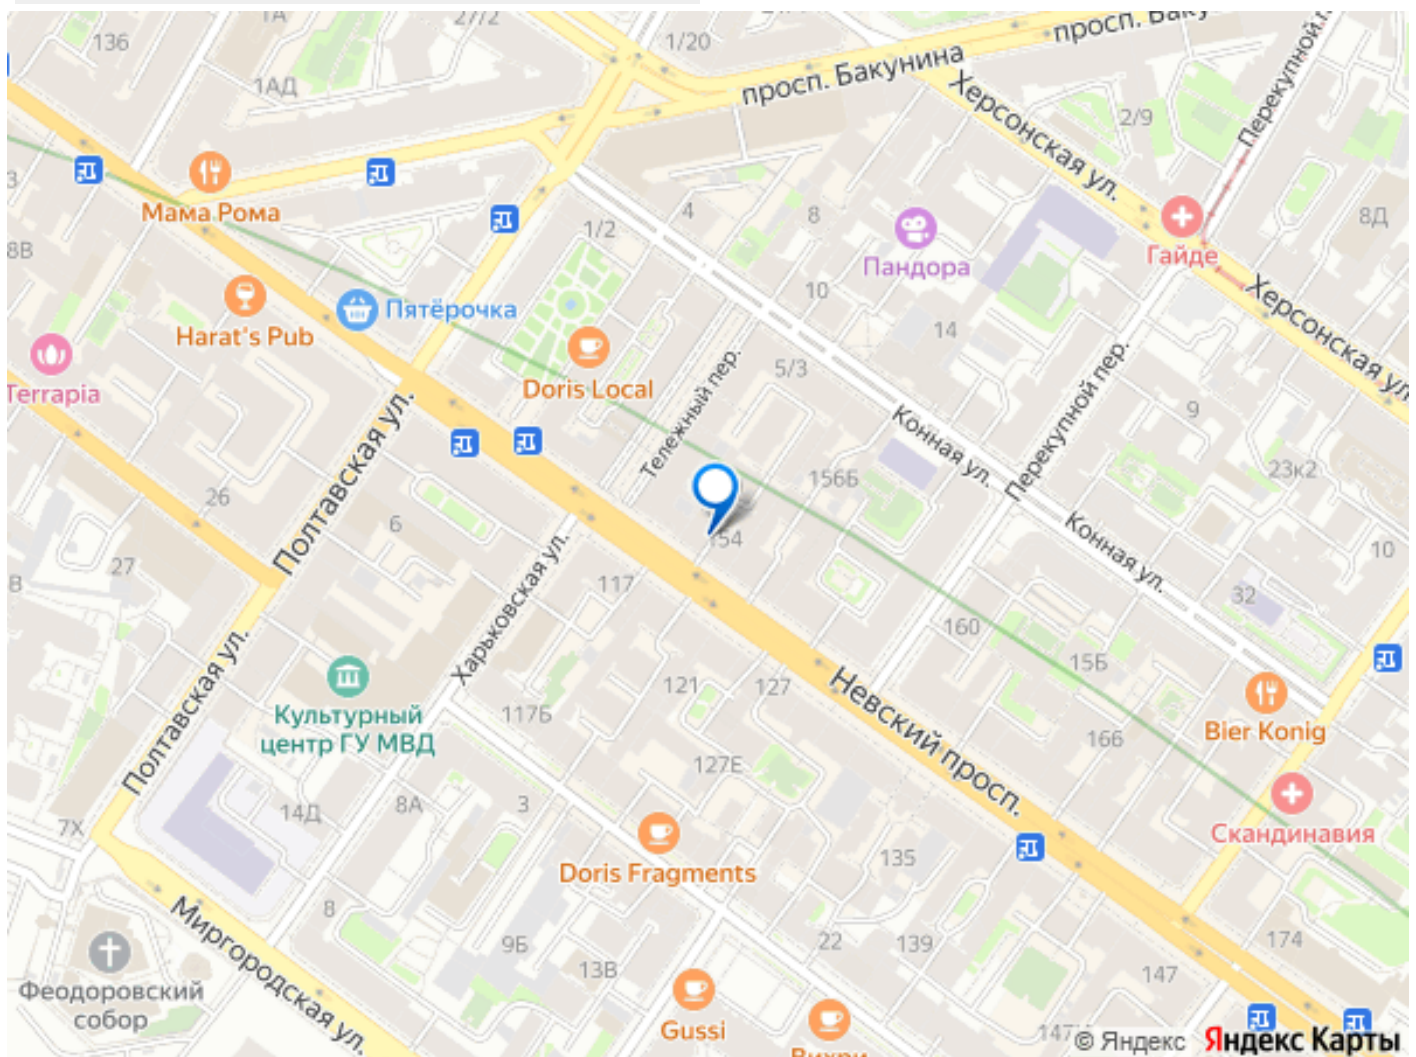 27/2
136
1/20
просп. Бакунина
просп.
1АД
Херсонская ул.
2/9
Перекупной
Мама Рома
1/2
4
8
8Д
3
8В
Пандора
Гайде
10
Херсонская ул.
Harat's Pub
Пятёрочка
14
Terrapia
Doris Local
Тележный пер.
5/3
Перекупной пер.
9
Конная ул.
Полтавская ул.
26
6
156Б
23к2
154
Конная ул.
10
27
В
117
Харьковская ул.
32
160
15Б
Полтавская ул.
121
127
Невский просп.
Культурный
центр ГУ МВД
117Б
166
Bier Konig
127Е
14Д
8А
3
7Х
Скандинавия
Doris Fragments
135
8
Миргородская ул.
9Б
22
139
174
13В
147
Феодоровский
собор
Gussi
147
© Яндекс Яндекс Карты